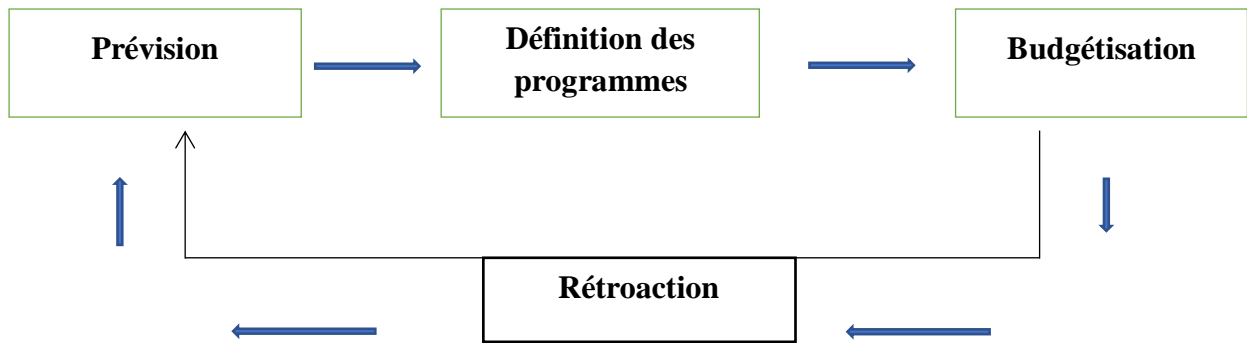 Prévision
Définition des
programmes
Budgétisation
Rétroaction